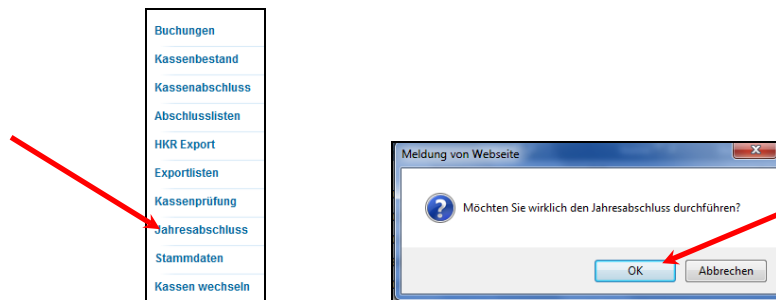 Buchungen
Kassenbestand
Kassenabschluss
Abschlusslisten
HKR Export
Exportlisten
Kassenprüfung
Jahresabschluss
Stammdaten
Kassen wechseln
Meldung von Webseite
Möchten Sie wirklich den Jahresabschluss durchführen?
OK
Abbrechen